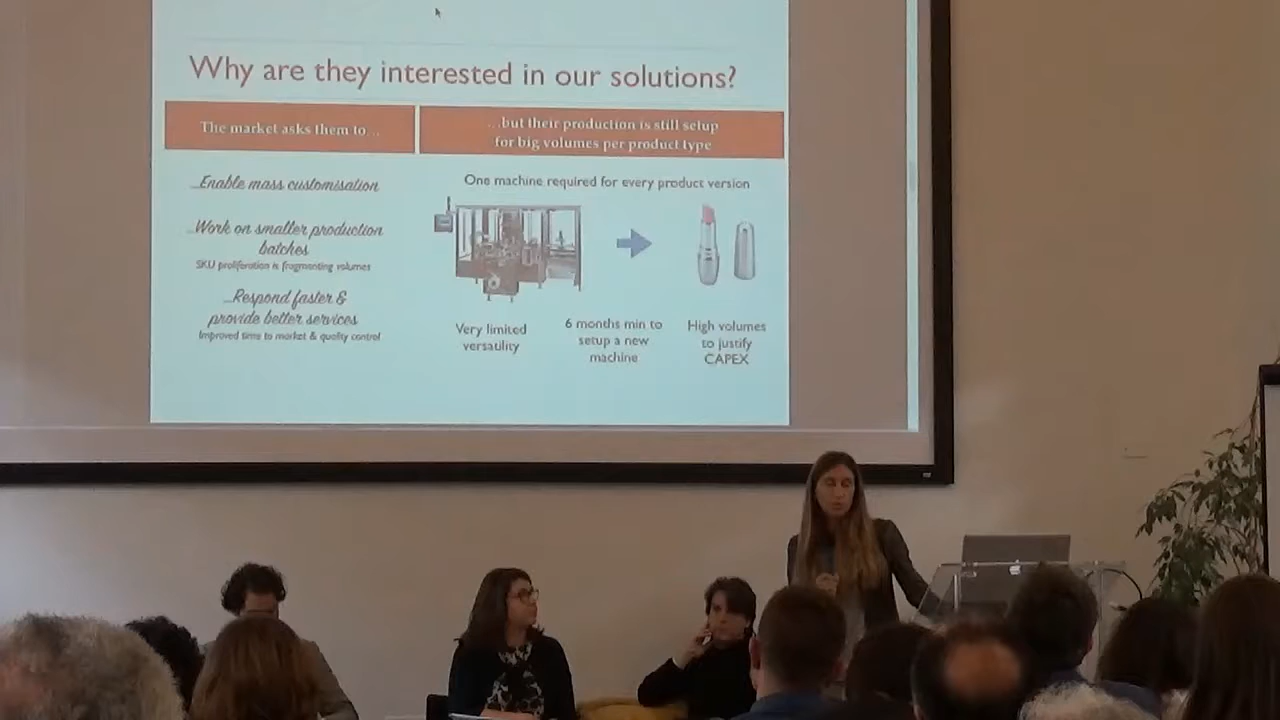 Why are they interested in our solutions?
The market asks them to...
...but their production is still setup
for big volumes per product type
...Enable mass customisation
...Work on smaller production
batches
SKU proliferation is fragmenting volumes
...Respond faster &
provide better services
Improved time to market & quality control
One machine required for every product version
Very limited
versatility
6 months min to
setup a new
machine
High volumes
to justify
CAPEX